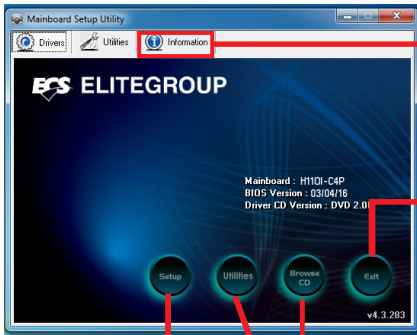 Mainboard Setup Utility
Drivers Utilities Information
ECS ELITEGROUP
Mainboard : H110I-C4P
BIOS Version : 03/04/16
Driver CD Version : DVD 2.0
Setup Utilities Browse CD Exit
v4.3.283